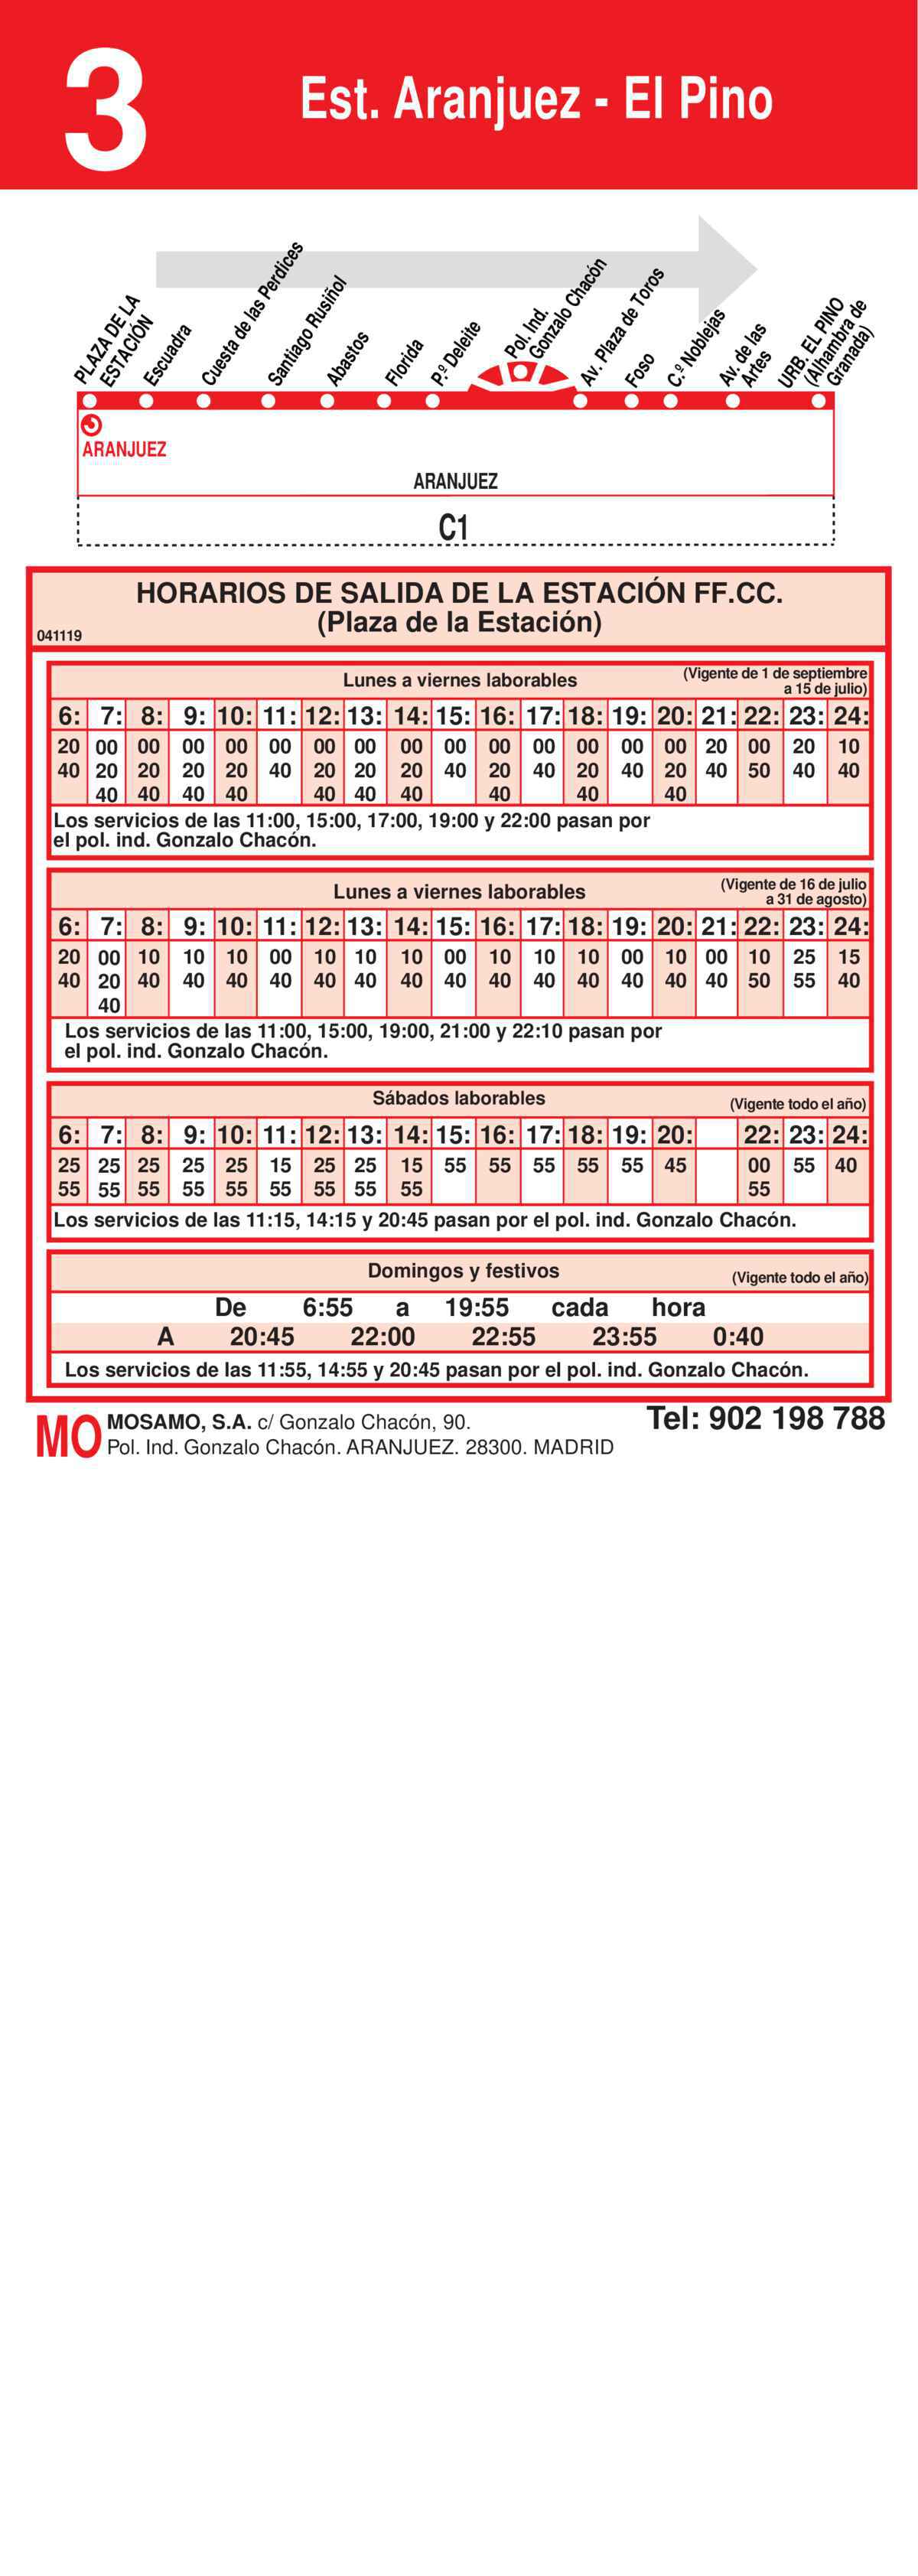 3
Est. Aranjuez - El Pino
PLAZA DE LA
ESTACIÓN
Escuadra
Cuesta de las Perdices
Santiago Rusiñol
Abastos
Florida
P.º Deleite
Pol. Ind.
Gonzalo Chacón
Av. Plaza de Toros
Foso
C.º Noblejas
Av. de las
Artes
URB. EL PINO
(Alhambra de
Granada)
ARANJUEZ
ARANJUEZ
C1
HORARIOS DE SALIDA DE LA ESTACIÓN FF.CC.
(Plaza de la Estación)
041119
Lunes a viernes laborables
(Vigente de 1 de septiembre
a 15 de julio)
6: 7: 8: 9: 10: 11: 12: 13: 14: 15: 16: 17: 18: 19: 20: 21: 22: 23: 24:
20 00 00 00 00 00 00 00 00 00 00 00 00 00 00 20 00 20 10
40 20 20 20 20 40 20 20 20 40 20 40 20 40 20 40 50 40 40
40 40 40 40 40 40 40 40 40 40
Los servicios de las 11:00, 15:00, 17:00, 19:00 y 22:00 pasan por
el pol. ind. Gonzalo Chacón.
Lunes a viernes laborables
(Vigente de 16 de julio
a 31 de agosto)
6: 7: 8: 9: 10: 11: 12: 13: 14: 15: 16: 17: 18: 19: 20: 21: 22: 23: 24:
20 00 10 10 10 00 10 10 10 00 10 10 10 00 10 00 10 25 15
40 20 40 40 40 40 40 40 40 40 40 40 40 40 40 40 50 55 40
40
Los servicios de las 11:00, 15:00, 19:00, 21:00 y 22:10 pasan por
el pol. ind. Gonzalo Chacón.
Sábados laborables
(Vigente todo el año)
6: 7: 8: 9: 10: 11: 12: 13: 14: 15: 16: 17: 18: 19: 20: 22: 23: 24:
25 25 25 25 25 15 25 25 15 55 55 55 55 55 45 00 55 40
55 55 55 55 55 55 55 55 55 55
Los servicios de las 11:15, 14:15 y 20:45 pasan por el pol. ind. Gonzalo Chacón.
Domingos y festivos
(Vigente todo el año)
De 6:55 a 19:55 cada hora
A 20:45 22:00 22:55 23:55 0:40
Los servicios de las 11:55, 14:55 y 20:45 pasan por el pol. ind. Gonzalo Chacón.
MO
MOSAMO, S.A. c/ Gonzalo Chacón, 90.
Pol. Ind. Gonzalo Chacón. ARANJUEZ. 28300. MADRID
Tel: 902 198 788